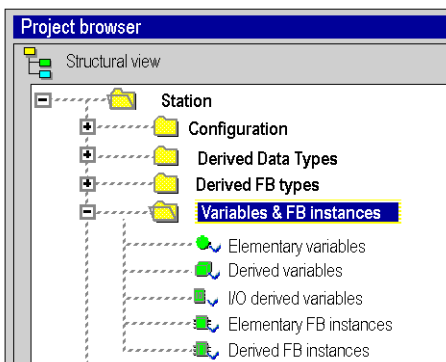 Project browser
Structural view
Station
Configuration
Derived Data Types
Derived FB types
Variables & FB instances
Elementary variables
Derived variables
I/O derived variables
Elementary FB instances
Derived FB instances